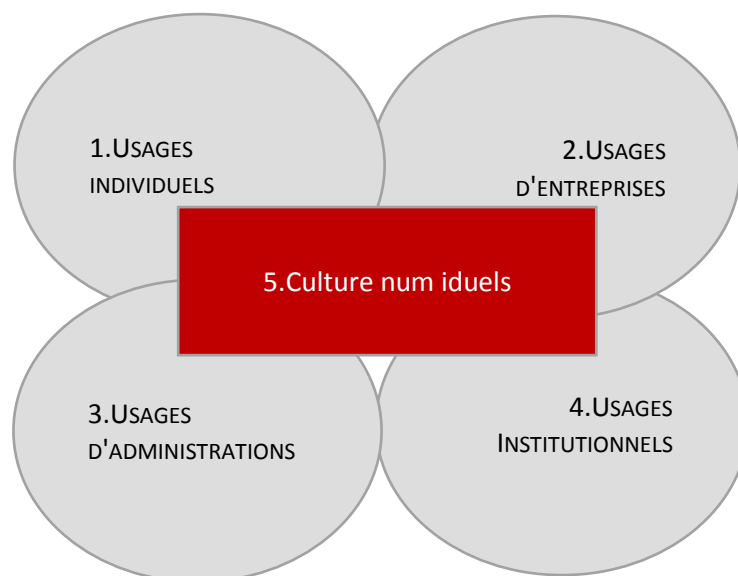 1.USAGES
INDIVIDUELS
2.USAGES
D'ENTREPRISES
5.Culture num iduels
3.USAGES
D'ADMINISTRATIONS
4.USAGES
INSTITUTIONNELS